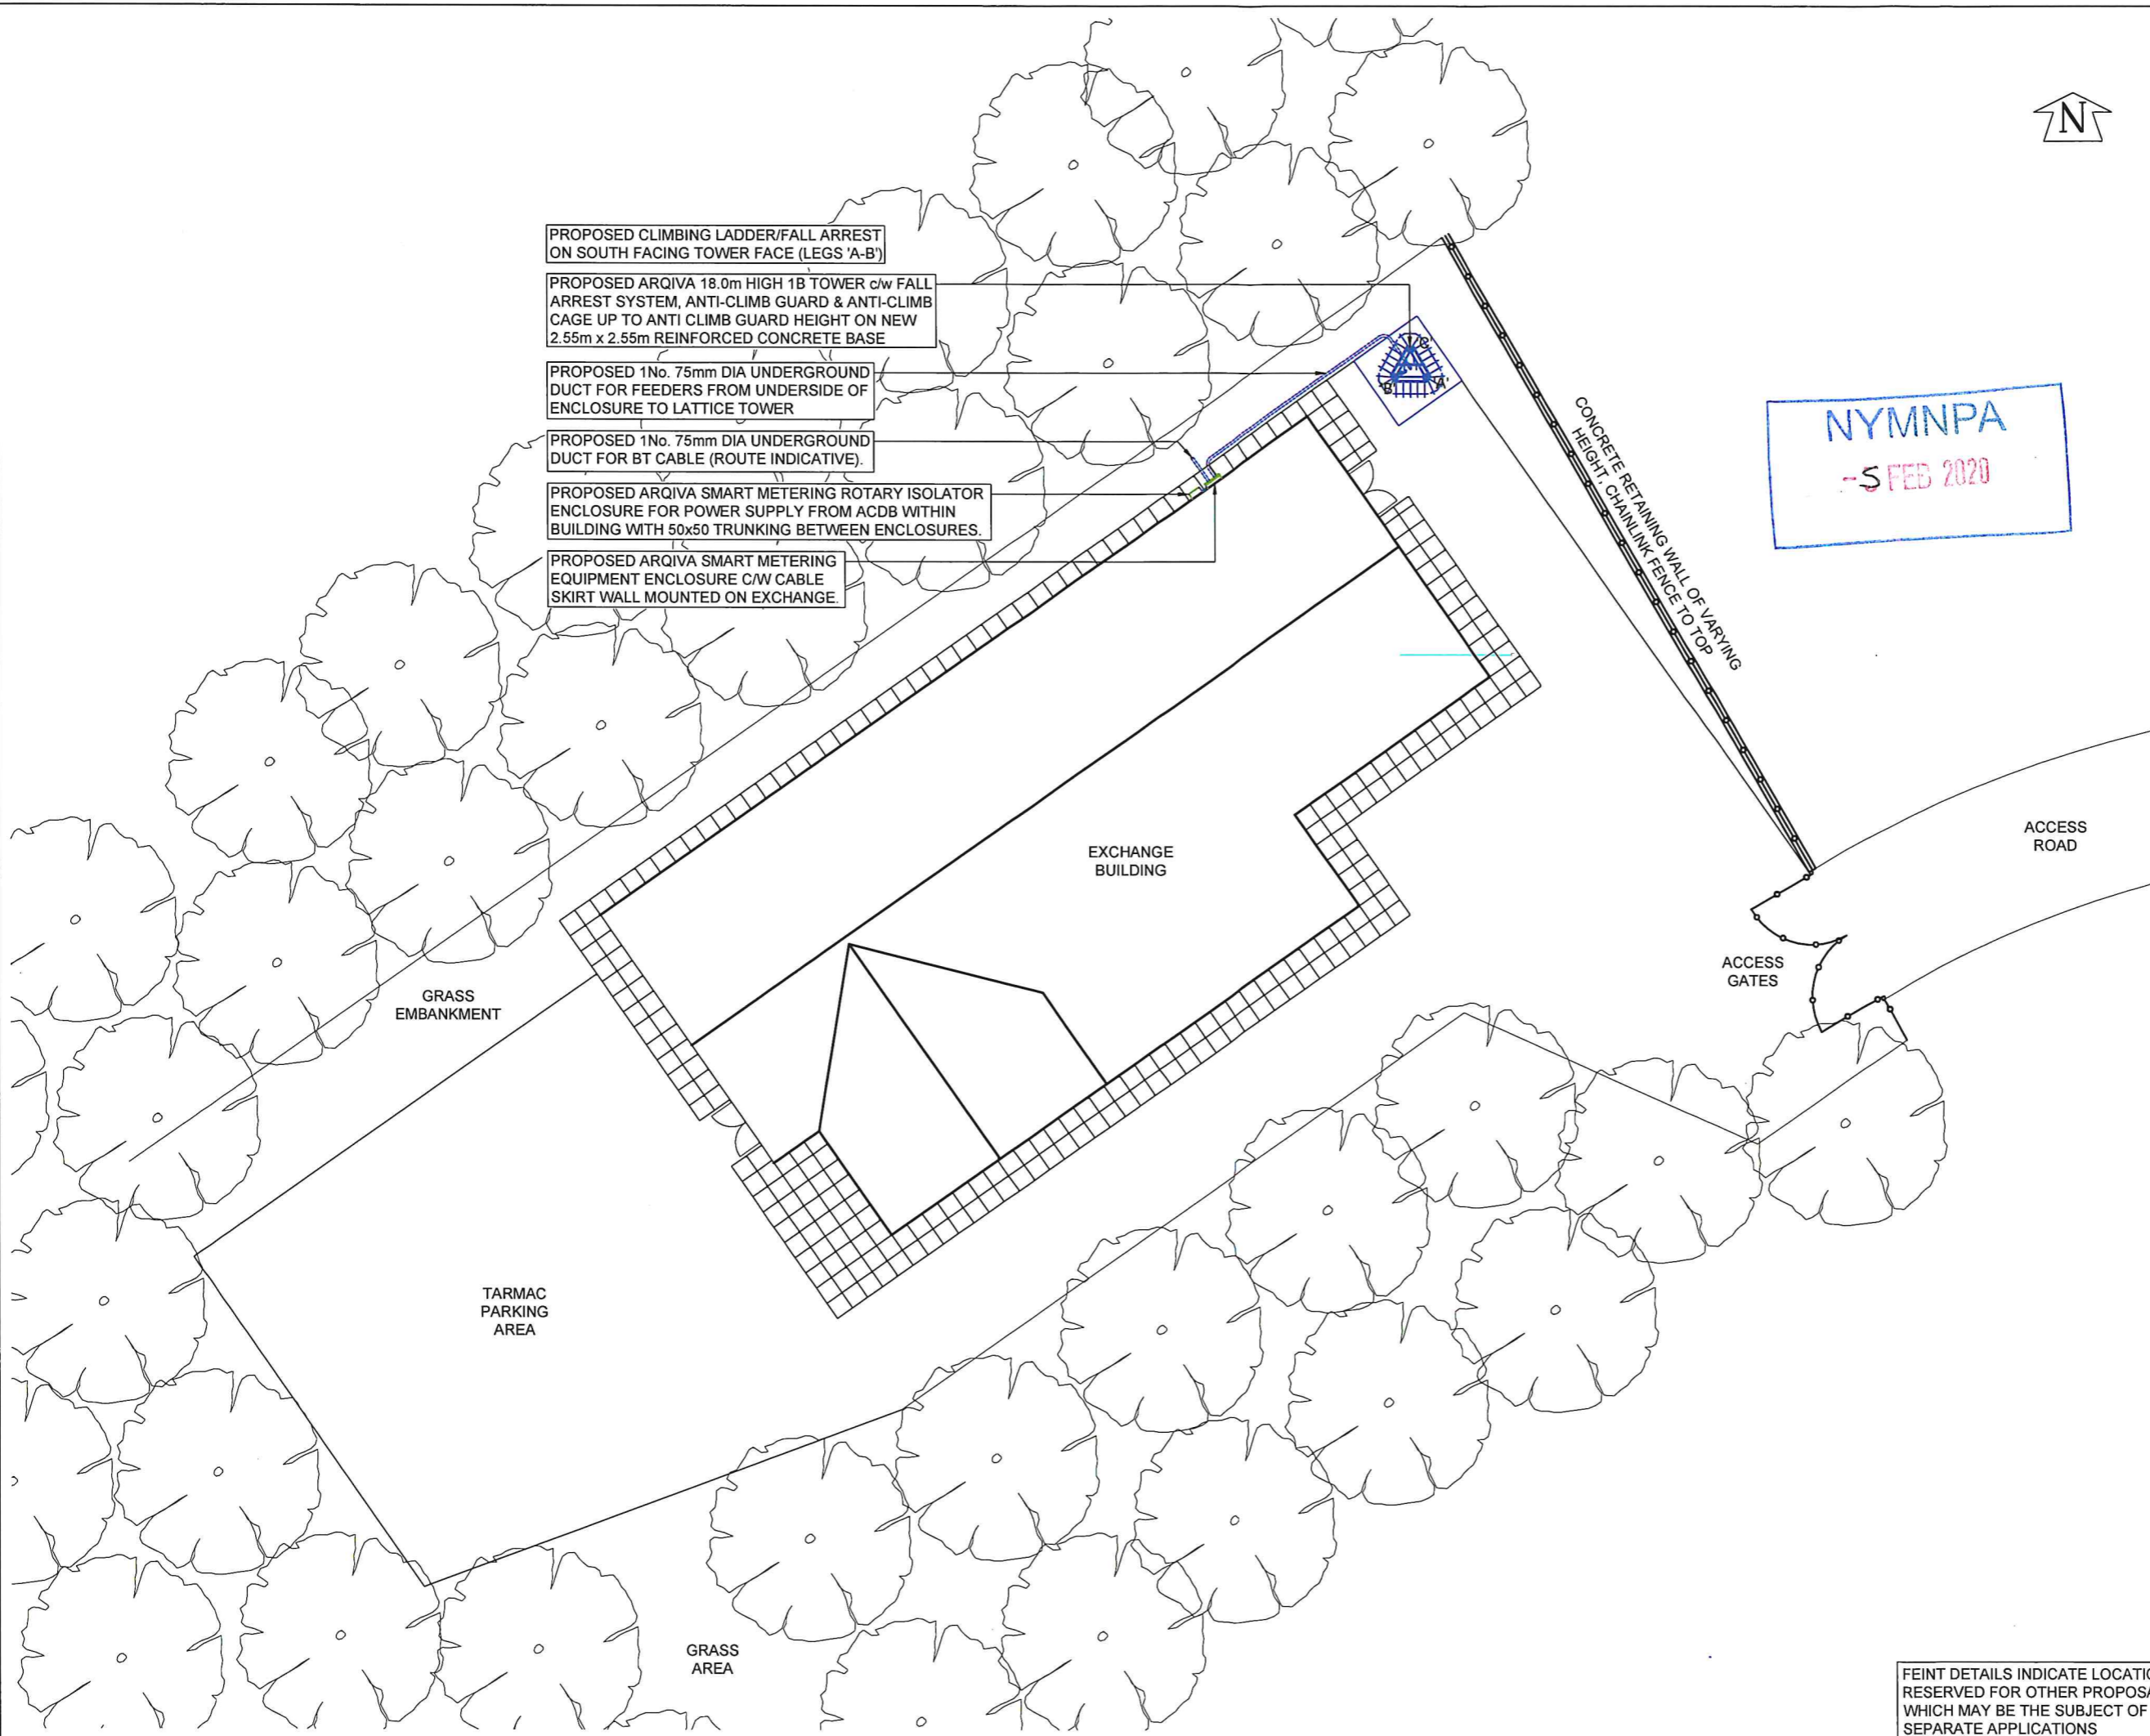 N
PROPOSED CLIMBING LADDER/FALL ARREST
ON SOUTH FACING TOWER FACE (LEGS 'A-B')
PROPOSED ARQIVA 18.0m HIGH 1B TOWER c/w FALL
ARREST SYSTEM, ANTI-CLIMB GUARD & ANTI-CLIMB
CAGE UP TO ANTI CLIMB GUARD HEIGHT ON NEW
2.55m x 2.55m REINFORCED CONCRETE BASE
PROPOSED 1No. 75mm DIA UNDERGROUND
DUCT FOR FEEDERS FROM UNDERSIDE OF
ENCLOSURE TO LATTICE TOWER
PROPOSED 1No. 75mm DIA UNDERGROUND
DUCT FOR BT CABLE (ROUTE INDICATIVE).
PROPOSED ARQIVA SMART METERING ROTARY ISOLATOR
ENCLOSURE FOR POWER SUPPLY FROM ACDB WITHIN
BUILDING WITH 50x50 TRUNKING BETWEEN ENCLOSURES.
PROPOSED ARQIVA SMART METERING
EQUIPMENT ENCLOSURE C/W CABLE
SKIRT WALL MOUNTED ON EXCHANGE.
'C'
'B'
'A'
CONCRETE RETAINING WALL OF VARYING
HEIGHT, CHAINLINK FENCE TO TOP
NYMNPA
-5 FEB 2020
EXCHANGE
BUILDING
ACCESS
ROAD
ACCESS
GATES
GRASS
EMBANKMENT
TARMAC
PARKING
AREA
GRASS
AREA
FEINT DETAILS INDICATE LOCATIO
RESERVED FOR OTHER PROPOSA
WHICH MAY BE THE SUBJECT OF
SEPARATE APPLICATIONS